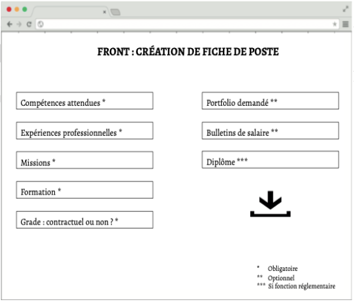 FRONT : CRÉATION DE FICHE DE POSTE
Compétences attendues *
Expériences professionnelles *
Missions *
Formation *
Grade : contractuel ou non ? *
Portfolio demandé **
Bulletins de salaire **
Diplôme ***
* Obligatoire
** Optionnel
*** Si fonction réglementaire